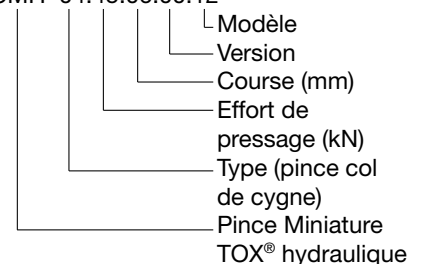 Modèle
Version
Course (mm)
Effort de
pressage (kN)
Type (pince col
de cygne)
Pince Miniature
TOX® hydraulique